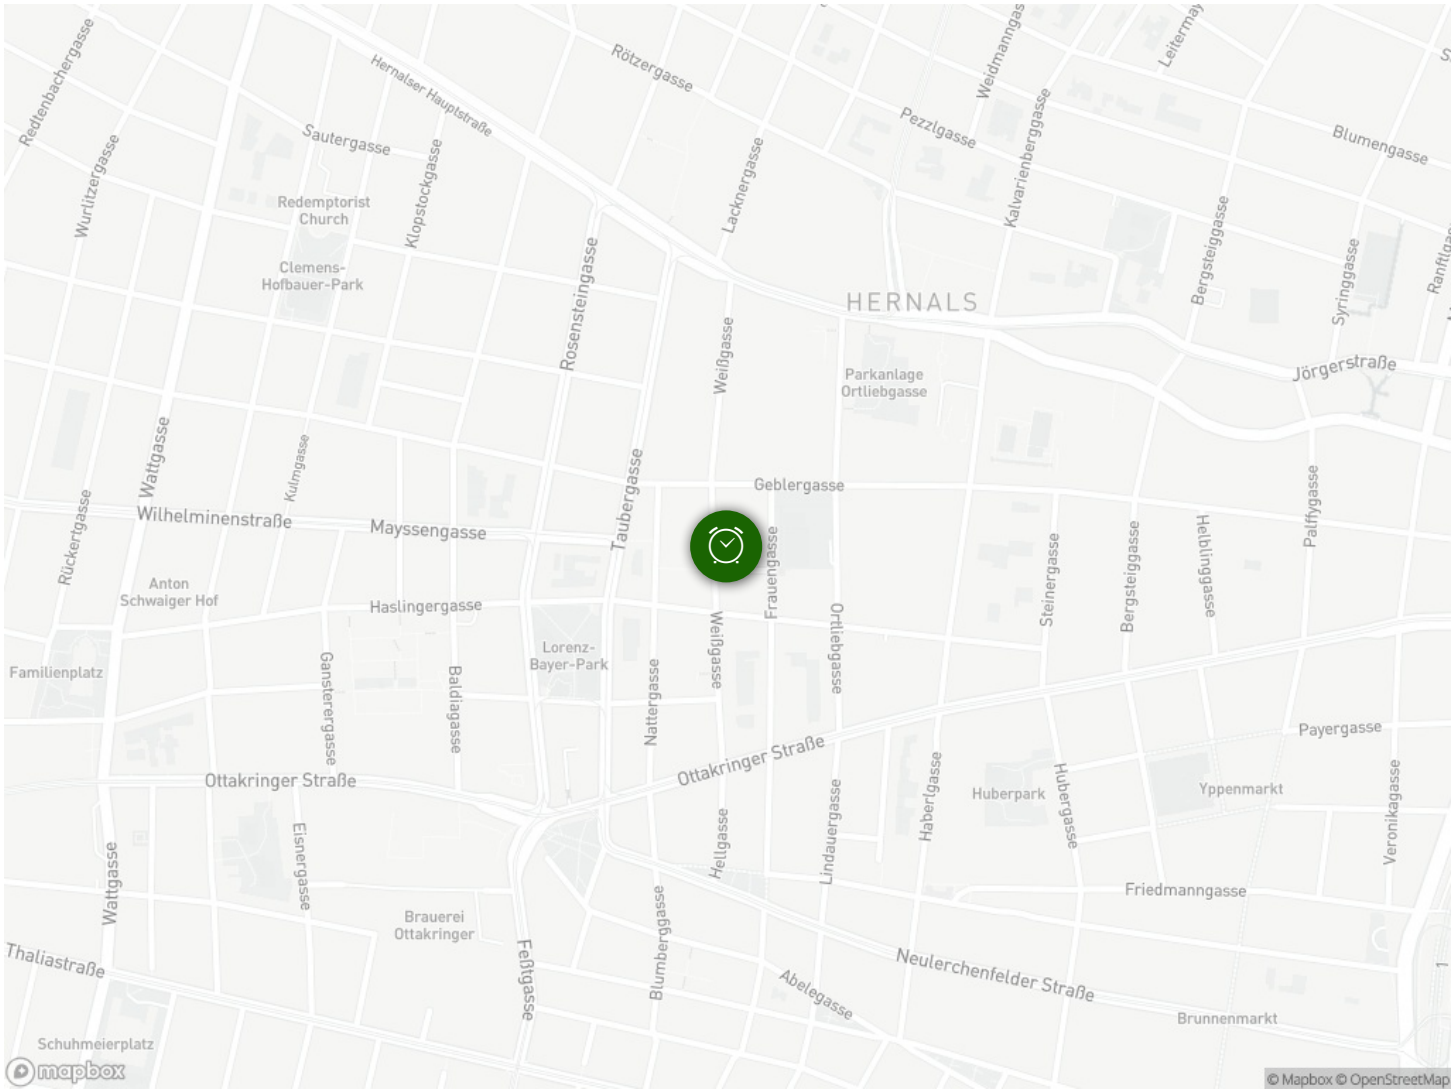 Redtenbachergasse
Hernalser Hauptstraße
Rötzergasse
Weidmanngasse
Wurlitzergasse
Sautergasse
Klopstockgasse
Lacknergasse
Pezzlgasse
Kalvarienberggasse
Blumengasse
Redemptorist
Church
Clemens-
Hofbauer-Park
Rosensteingasse
Bergsteiggasse
Syringgasse
HERNALS
Weißgasse
Parkanlage
Ortliebgasse
Jörgerstraße
Wattgasse
Kulmgasse
Taubergasse
Geblergasse
Palffygasse
Rückertgasse
Wilhelminenstraße
Mayssengasse
Frauengasse
Steinergasse
Bergsteiggasse
Helblinggasse
Anton
Schwaiger Hof
Haslingergasse
Ortliebgasse
Familienplatz
Lorenz-
Bayer-Park
Weißgasse
Gansterergasse
Baldiagasse
Nattergasse
Payergasse
Ottakringer Straße
Ottakringer Straße
Haberlgasse
Huberpark
Hubergasse
Yppenmarkt
Veronikagasse
Eisnergasse
Hellgasse
Lindauergasse
Wattgasse
Friedmanngasse
Brauerei
Ottakringer
Blumberggasse
Thaliastraße
Feßtgasse
Neulerchenfelder Straße
Abelegasse
1
Brunnenmarkt
Schuhmeierplatz
mapbox
© Mapbox © OpenStreetMap